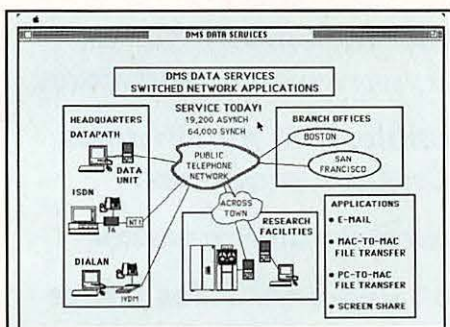 DMS DATA SERVICES
DMS DATA SERVICES
SWITCHED NETWORK APPLICATIONS
SERVICE TODAY!
19,200 ASYNCH
64,000 SYNCH
HEADQUARTERS
DATAPATH
DATA
UNIT
ISDN
TA
NT1
DIALAN
IVDM
PUBLIC
TELEPHONE
NETWORK
BRANCH OFFICES
BOSTON
SAN
FRANCISCO
ACROSS
TOWN
RESEARCH
FACILITIES
APPLICATIONS
• E-MAIL
• MAC-TO-MAC
FILE TRANSFER
• PC-TO-MAC
FILE TRANSFER
• SCREEN SHARE